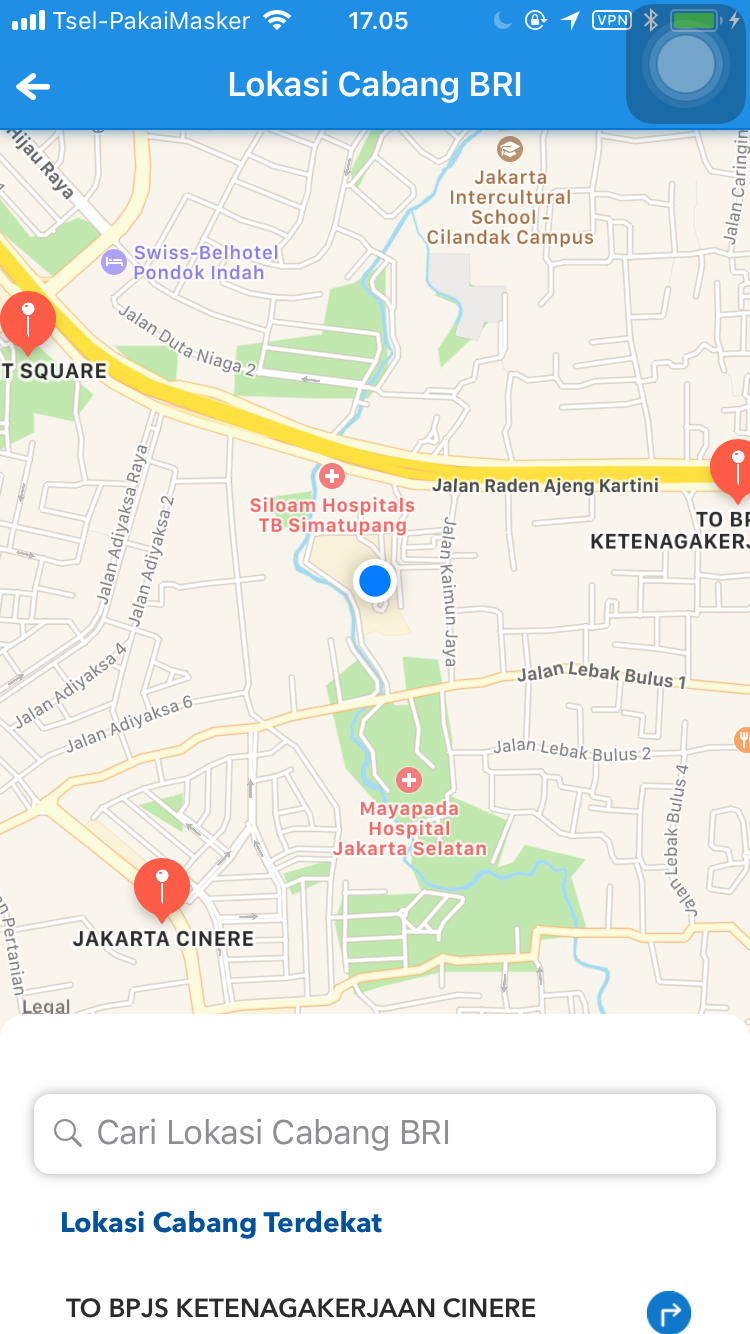 Tsel-PakaiMasker 17.05 VPN
Lokasi Cabang BRI
Hijau Raya
Jakarta
Intercultural
School -
Cilandak Campus
Jalan Caringin
Swiss-Belhotel
Pondok Indah
Jalan Duta Niaga 2
T SQUARE
Jalan Raden Ajeng Kartini
Siloam Hospitals
TB Simatupang
TO BP
KETENAGAKERJ
Jalan Adiyaksa Raya
Jalan Adiyaksa 2
Jalan Kaimun Jaya
Jalan Adiyaksa 4
Jalan Lebak Bulus 1
Jalan Adiyaksa 6
Jalan Lebak Bulus 2
Jalan Lebak Bulus 4
Mayapada
Hospital
Jakarta Selatan
JAKARTA CINERE
n Pertanian
Legal
Cari Lokasi Cabang BRI
Lokasi Cabang Terdekat
TO BPJS KETENAGAKERJAAN CINERE